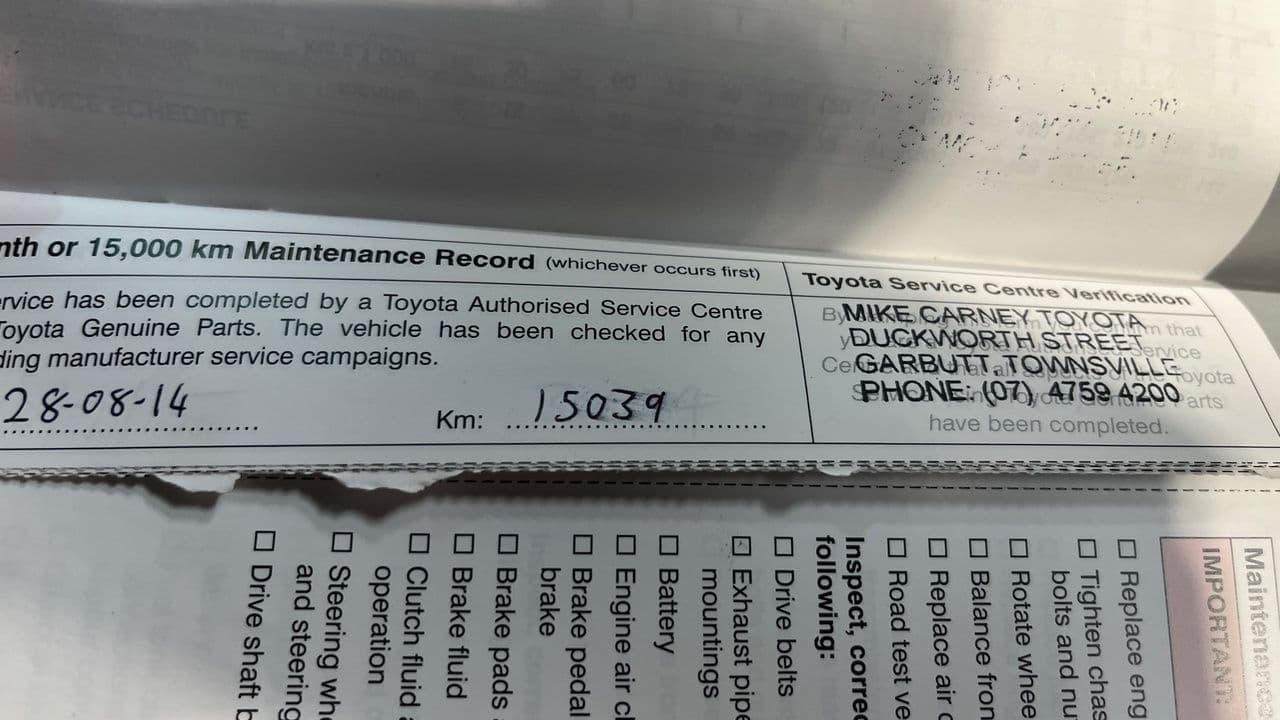 nth or 15,000 km Maintenance Record (whichever occurs first)
ervice has been completed by a Toyota Authorised Service Centre
Toyota Genuine Parts. The vehicle has been checked for any
ding manufacturer service campaigns.
28-08-14
Km: 15039
Toyota Service Centre Verification
MIKE CARNEY TOYOTA
DUCKWORTH STREET
GARBUTT, TOWNSVILLE
PHONE: (07) 4759 4200
have been completed.
Maintenance
IMPORTANT:
Replace eng
Tighten chas
bolts and nu
Rotate whee
Balance fron
Replace air c
Road test ve
Inspect, correc
following:
Drive belts
Exhaust pipe
mountings
Battery
Engine air cl
Brake pedal
brake
Brake pads
Brake fluid
Clutch fluid
operation
Steering whe
and steering
Drive shaft b